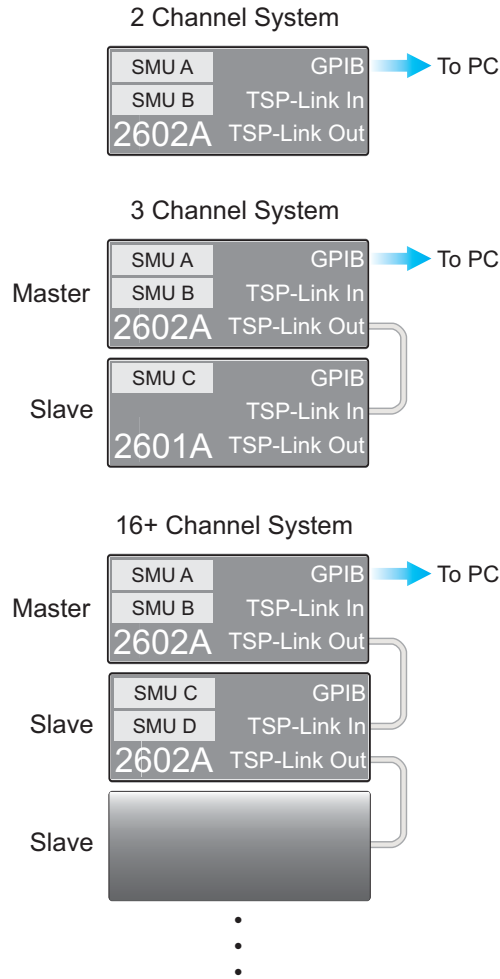 2 Channel System
SMU A GPIB To PC
SMU B TSP-Link In
2602A TSP-Link Out
3 Channel System
Master
SMU A GPIB To PC
SMU B TSP-Link In
2602A TSP-Link Out
Slave
SMU C GPIB
TSP-Link In
2601A TSP-Link Out
16+ Channel System
Master
SMU A GPIB To PC
SMU B TSP-Link In
2602A TSP-Link Out
Slave
SMU C GPIB
SMU D TSP-Link In
2602A TSP-Link Out
Slave